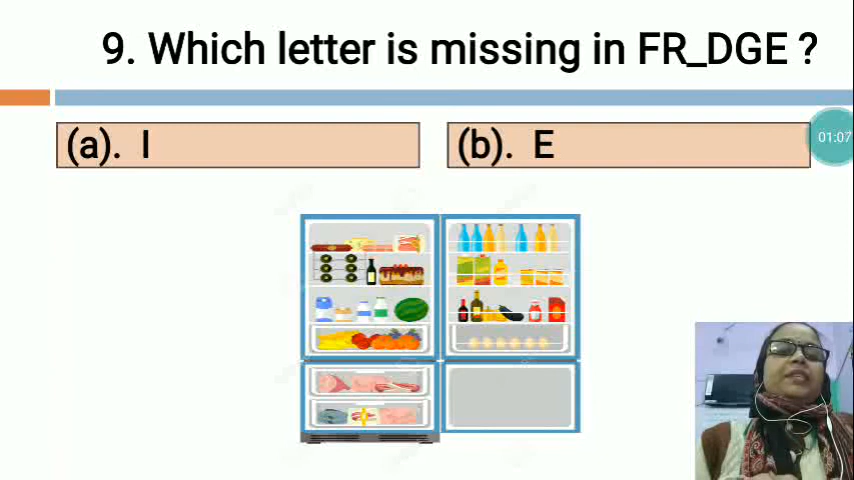 9. Which letter is missing in FR_DGE ?
(a). I
(b). E
01:07